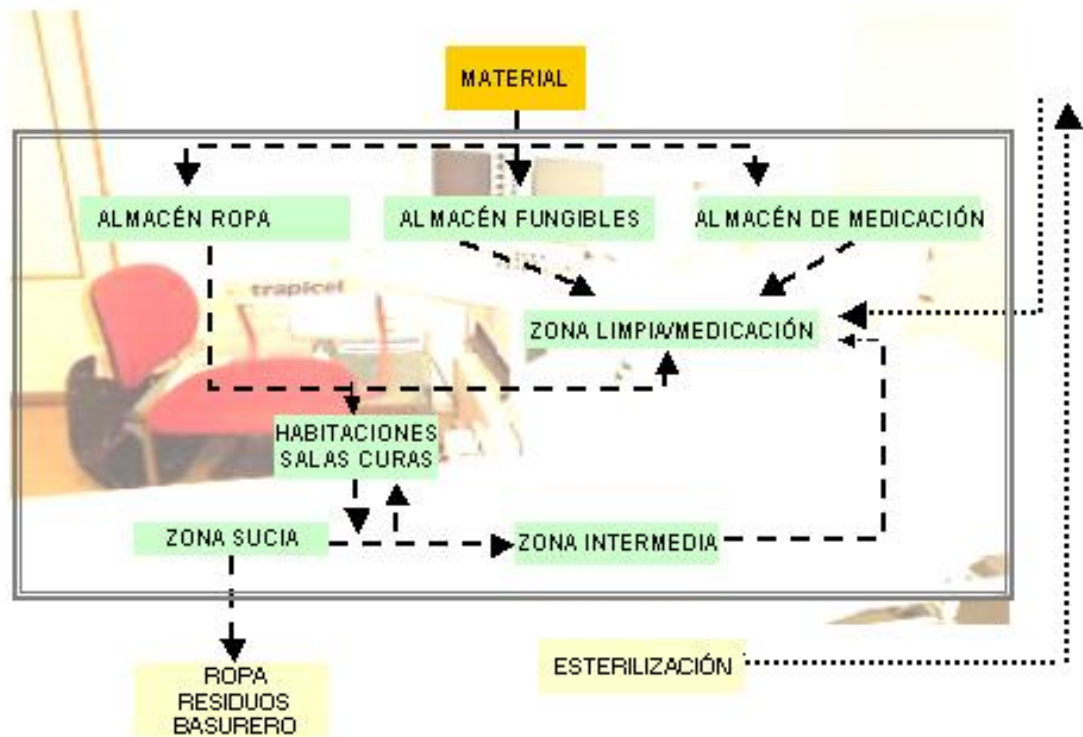 MATERIAL
ALMACÉN ROPA
ALMACÉN FUNGIBLES
ALMACÉN DE MEDICACIÓN
trapicel
ZONA LIMPIA/MEDICACIÓN
HABITACIONES
SALAS CURAS
ZONA SUCIA
ZONA INTERMEDIA
ROPA
RESIDUOS
BASURERO
ESTERILIZACIÓN